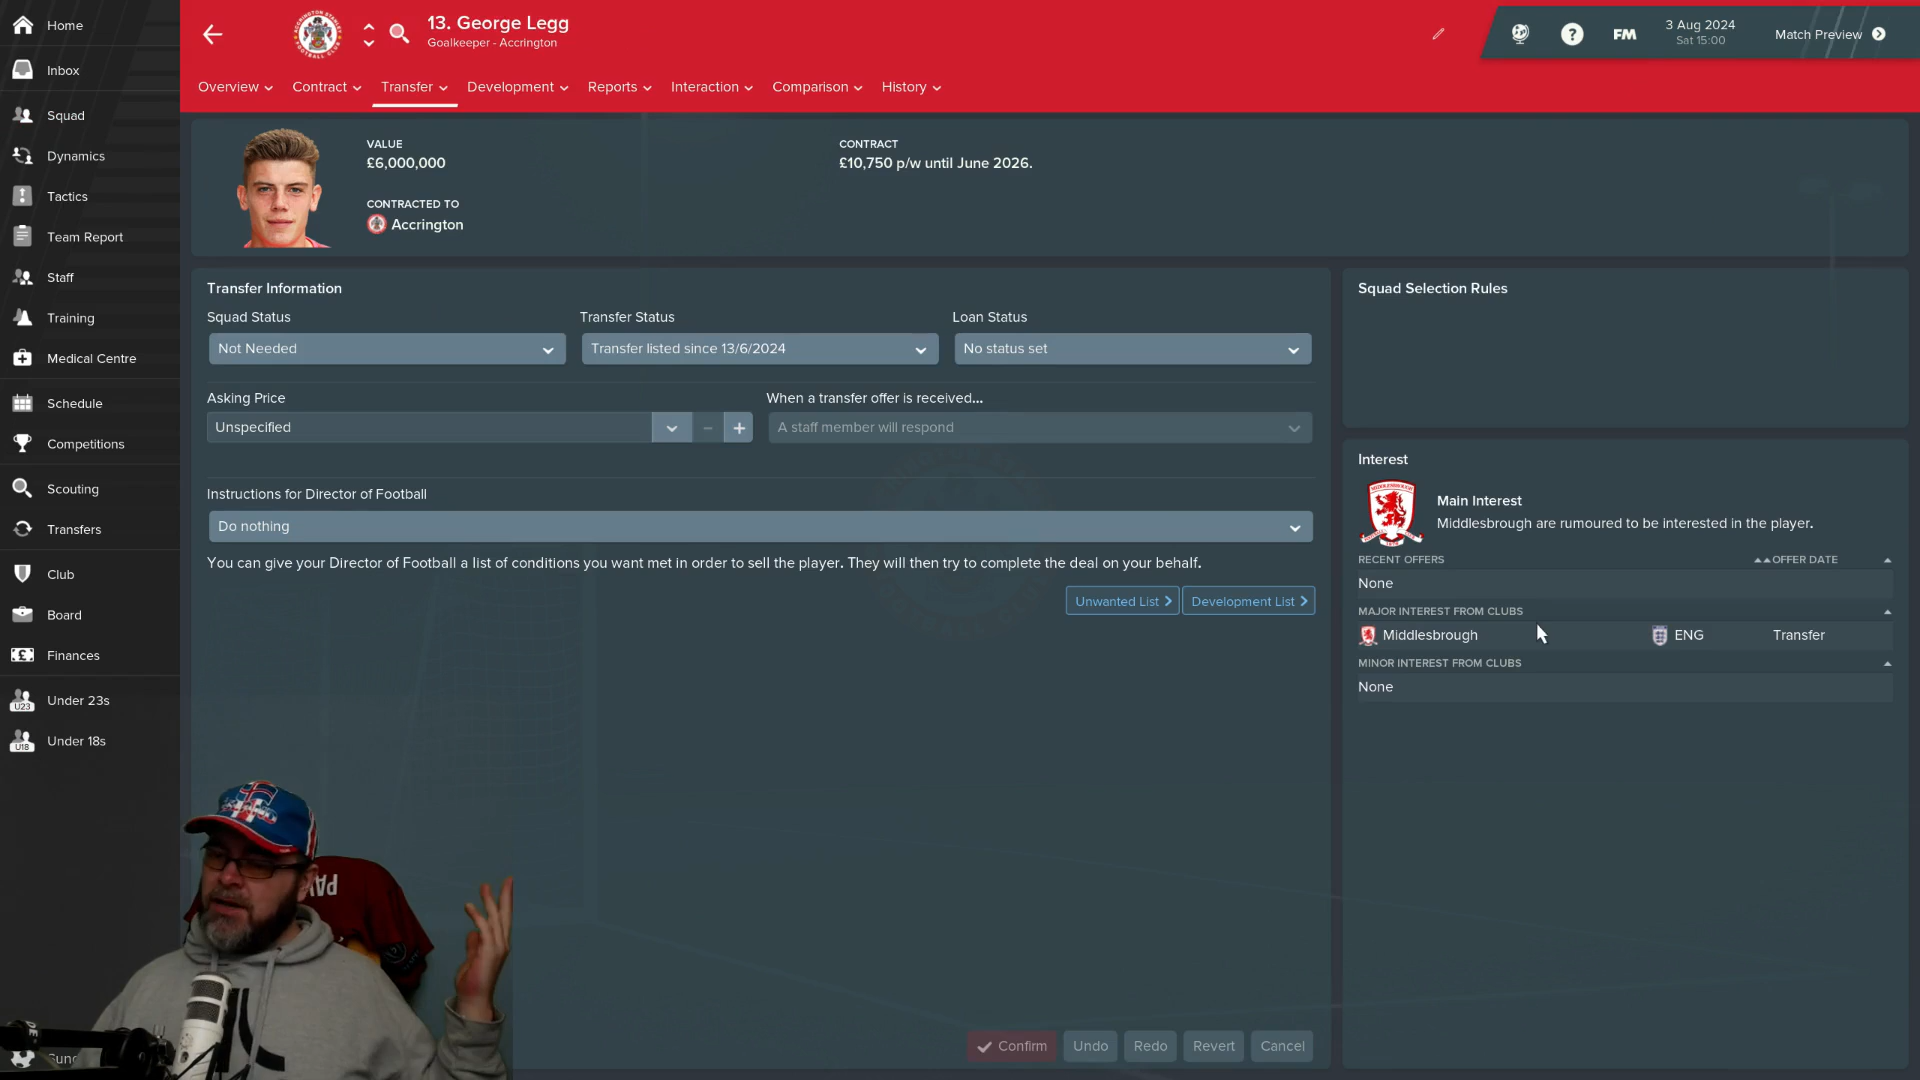 Home
Inbox
Squad
Dynamics
Tactics
Team Report
Staff
Training
Medical Centre
Schedule
Competitions
Scouting
Transfers
Club
Board
Finances
U23
Under 23s
U18
Under 18s
13. George Legg
Goalkeeper - Accrington
?
FM
3 Aug 2024
Sat 15:00
Match Preview
Overview
Contract
Transfer
Development
Reports
Interaction
Comparison
History
VALUE
£6,000,000
CONTRACTED TO
Accrington
CONTRACT
£10,750 p/w until June 2026.
Transfer Information
Squad Status
Transfer Status
Loan Status
Not Needed
Transfer listed since 13/6/2024
No status set
Asking Price
When a transfer offer is received...
Unspecified
A staff member will respond
Instructions for Director of Football
Do nothing
You can give your Director of Football a list of conditions you want met in order to sell the player. They will then try to complete the deal on your behalf.
Unwanted List
Development List
Confirm
Undo
Redo
Revert
Cancel
Squad Selection Rules
Interest
Main Interest
Middlesbrough are rumoured to be interested in the player.
RECENT OFFERS
OFFER DATE
None
MAJOR INTEREST FROM CLUBS
Middlesbrough
ENG
Transfer
MINOR INTEREST FROM CLUBS
None